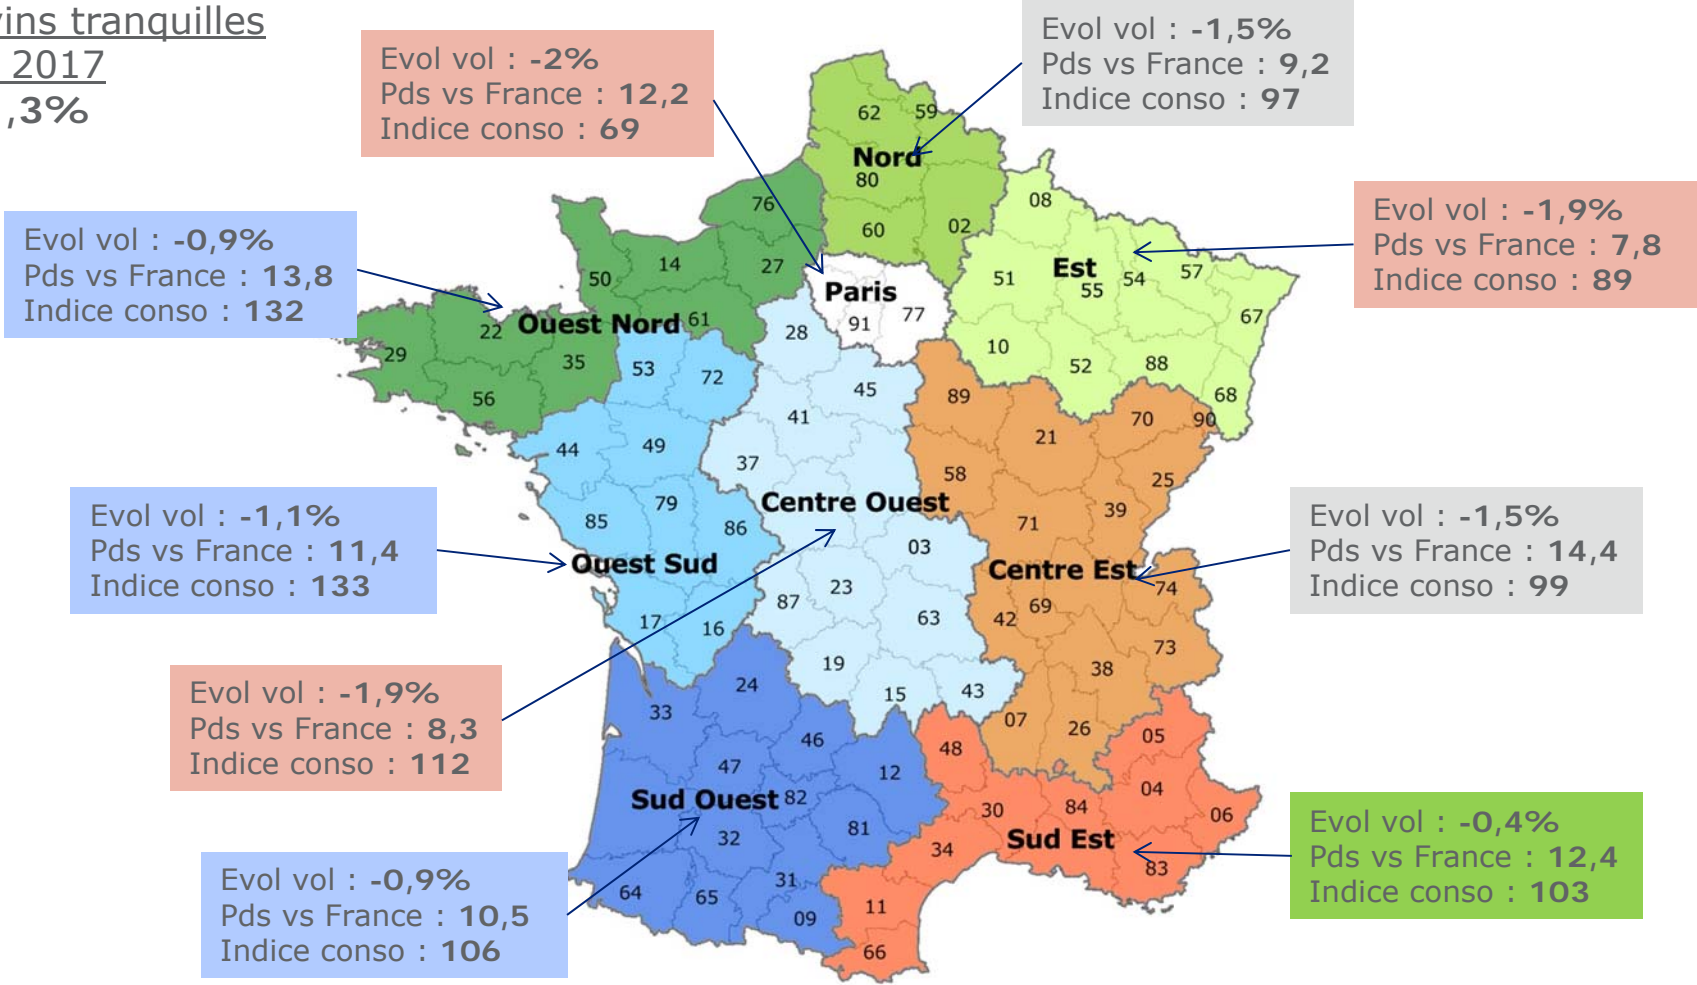 vins tranquilles
2017
,3%
Evol vol : -2%
Pds vs France : 12,2
Indice conso : 69
Evol vol : -1,5%
Pds vs France : 9,2
Indice conso : 97
Evol vol : -0,9%
Pds vs France : 13,8
Indice conso : 132
Evol vol : -1,9%
Pds vs France : 7,8
Indice conso : 89
Evol vol : -1,1%
Pds vs France : 11,4
Indice conso : 133
Evol vol : -1,5%
Pds vs France : 14,4
Indice conso : 99
Evol vol : -1,9%
Pds vs France : 8,3
Indice conso : 112
Evol vol : -0,4%
Pds vs France : 12,4
Indice conso : 103
Evol vol : -0,9%
Pds vs France : 10,5
Indice conso : 106
62 59
Nord
80
60 02
76
50 14 27
Ouest Nord 61
22
29 35
56
08
51 Est 54 57
55
67
10 52 88
68
Paris
91 77
28
45
41
37
Centre Ouest
03
23
87 63
19
15 43
53 72
44 49
79
85 86
Ouest Sud
17 16
89 70 90
21
58 25
39
71
Centre Est
74
42 69
73
38
07 26
24
33
46
47 12
Sud Ouest 82
32 81
31
64 65 09
48 05
04
30 84 06
Sud Est
34 83
11
66